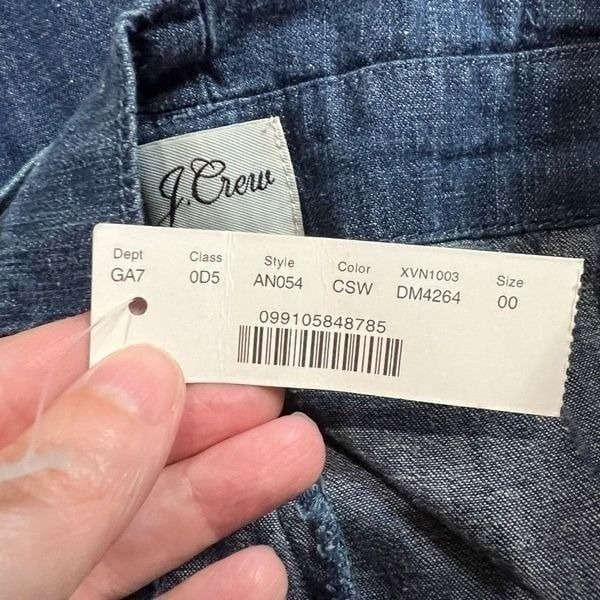 J.Crew
Dept Class Style Color XVN1003 Size
GA7 0D5 AN054 CSW DM4264 00
099105848785